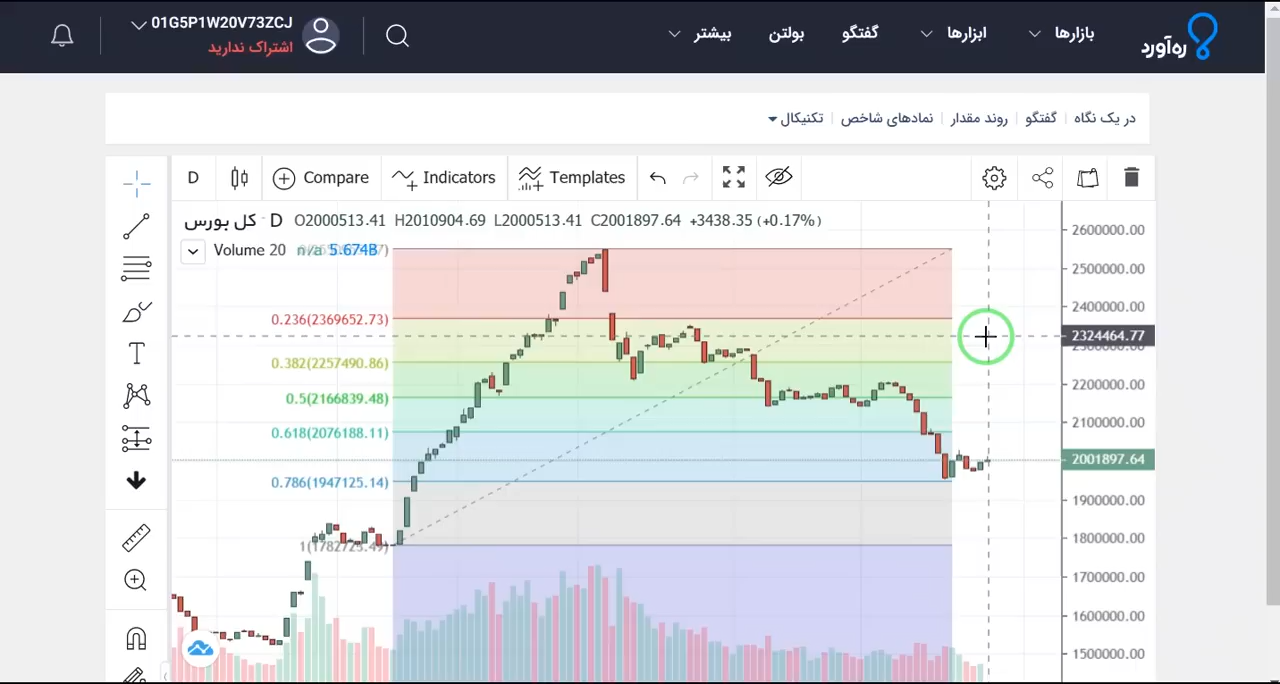 ره‌آورد
بازارها
ابزارها
گفتگو
بولتن
بیشتر
01G5P1W20V73ZCJ
اشتراک ندارید
در یک نگاه | گفتگو | روند مقدار | نمادهای شاخص | تکنیکال
D Compare Indicators Templates
کل بورس · D O2000513.41 H2010904.69 L2000513.41 C2001897.64 +3438.35 (+0.17%)
Volume 20 n/a 5.674B
0.236(2369652.73)
0.382(2257490.86)
0.5(2166839.48)
0.618(2076188.11)
0.786(1947125.14)
2600000.00
2500000.00
2400000.00
2324464.77
2200000.00
2100000.00
2001897.64
1900000.00
1800000.00
1700000.00
1600000.00
1500000.00